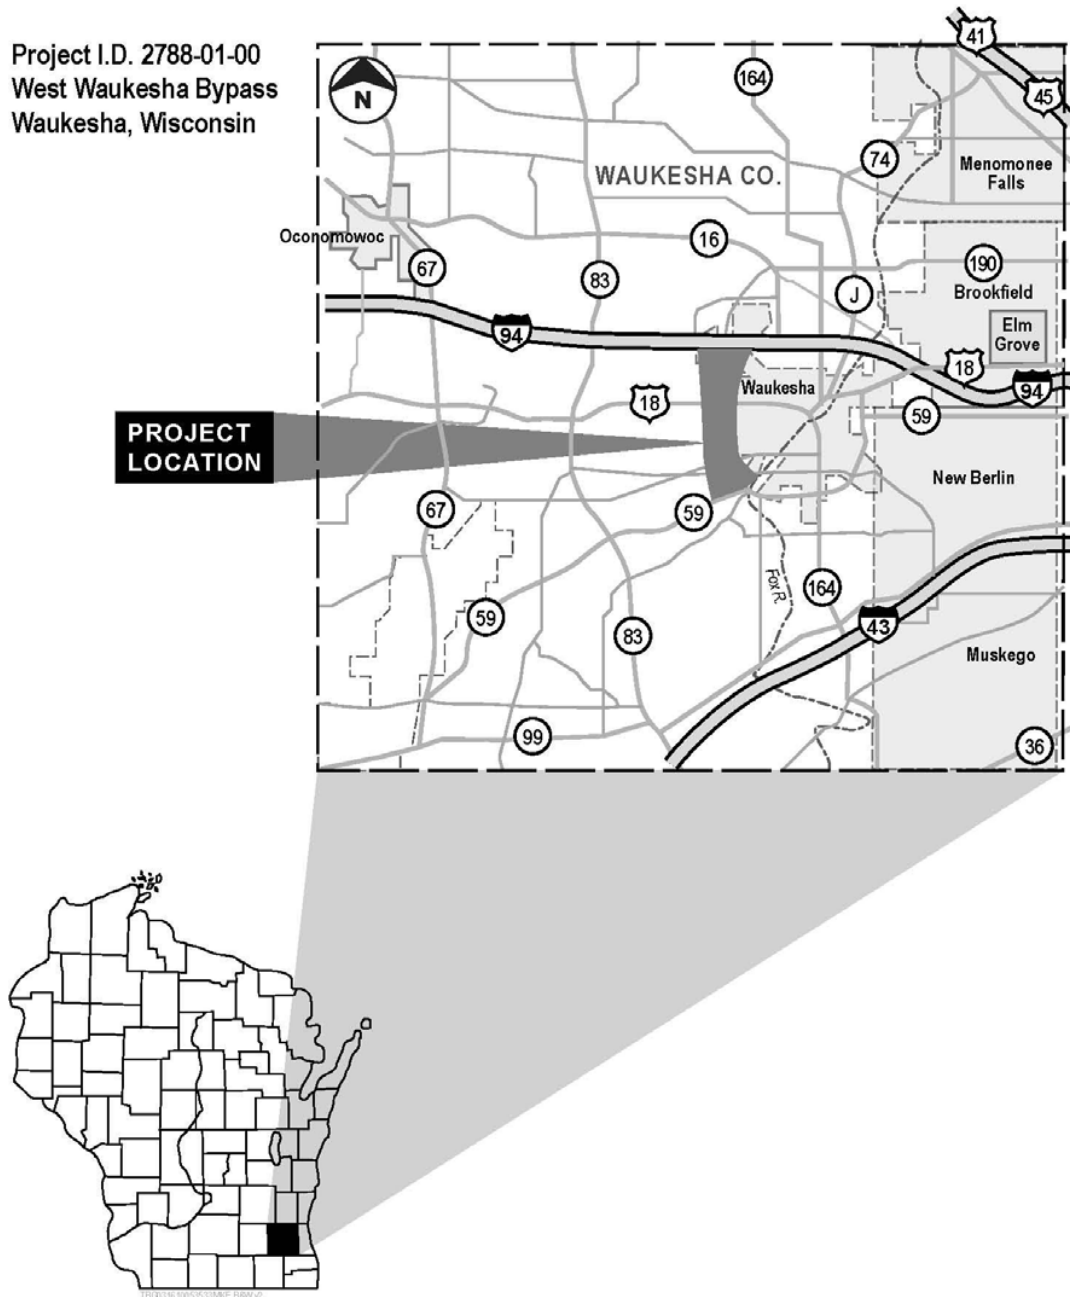 Project I.D. 2788-01-00
West Waukesha Bypass
Waukesha, Wisconsin
N
41
45
164
74
Menomonee
Falls
WAUKESHA CO.
Oconomowoc
16
67
83
190
J
Brookfield
94
Elm
Grove
18
Waukesha
94
18
59
PROJECT
LOCATION
New Berlin
67
59
Fox R.
164
59
83
43
Muskego
99
36